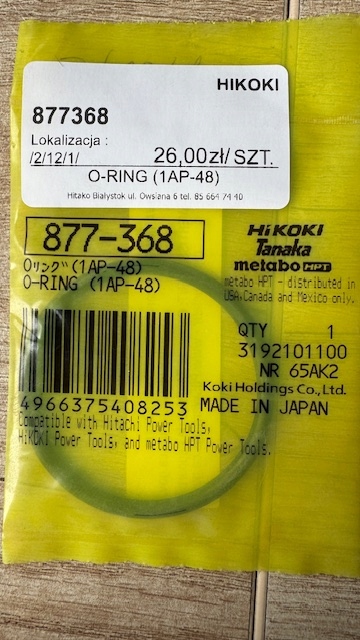 HIKOKI
877368
Lokalizacja :
/2/12/1/ 26,00zł/SZT.
O-RING (1AP-48)
Hitako Białystok ul. Owsiana 6 tel. 85 664 74 40
877-368
Oリング(1AP-48)
O-RING (1AP-48)
HiKOKI
Tanaka
metabo HPT
metabo HPT - distributed in
USA,Canada and Mexico only.
QTY 1
3192101100
NR 65AK2
Koki Holdings Co.,Ltd.
4966375408253 MADE IN JAPAN
Compatible with Hitachi Power Tools,
HiKOKI Power Tools, and metabo HPT Power Tools.